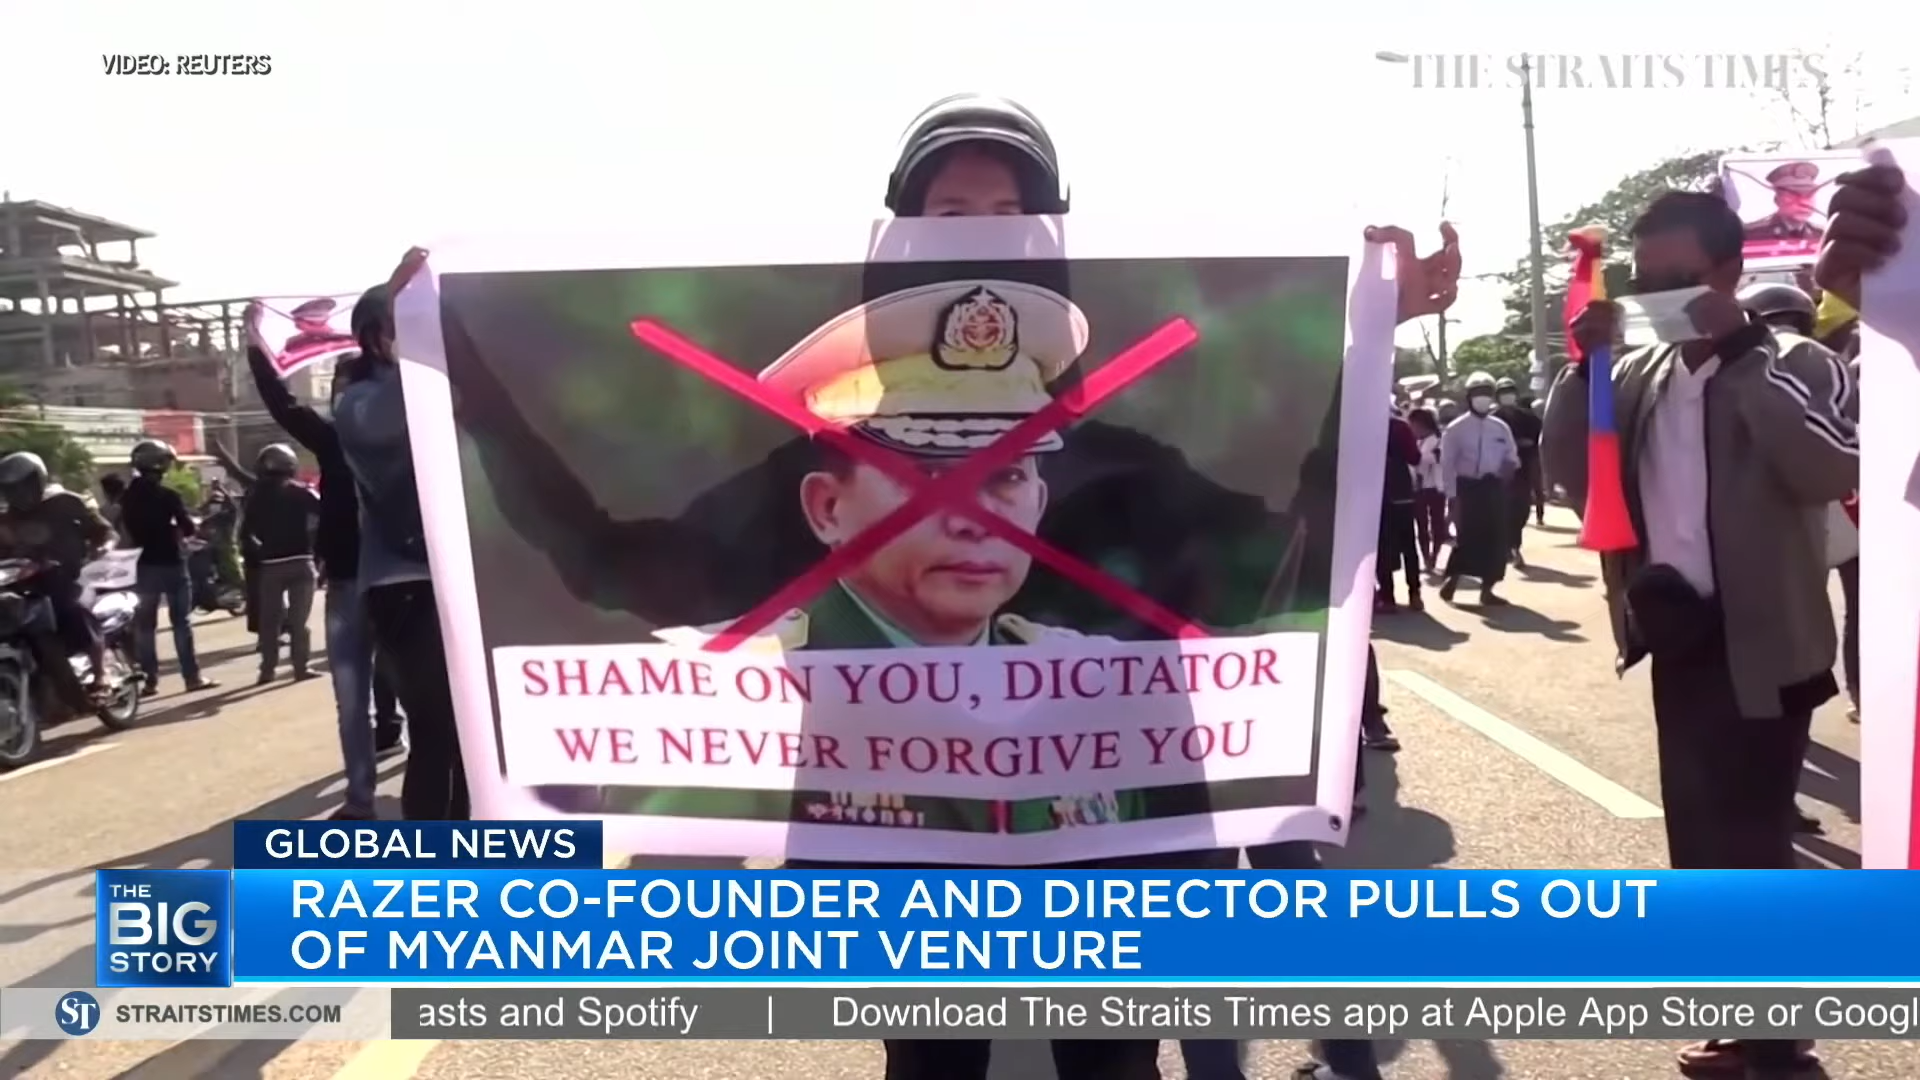 VIDEO: REUTERS
THE STRAITS TIMES
SHAME ON YOU, DICTATOR
WE NEVER FORGIVE YOU
GLOBAL NEWS
THE
BIG
STORY
RAZER CO-FOUNDER AND DIRECTOR PULLS OUT
OF MYANMAR JOINT VENTURE
ST
STRAITSTIMES.COM
asts and Spotify | Download The Straits Times app at Apple App Store or Googl